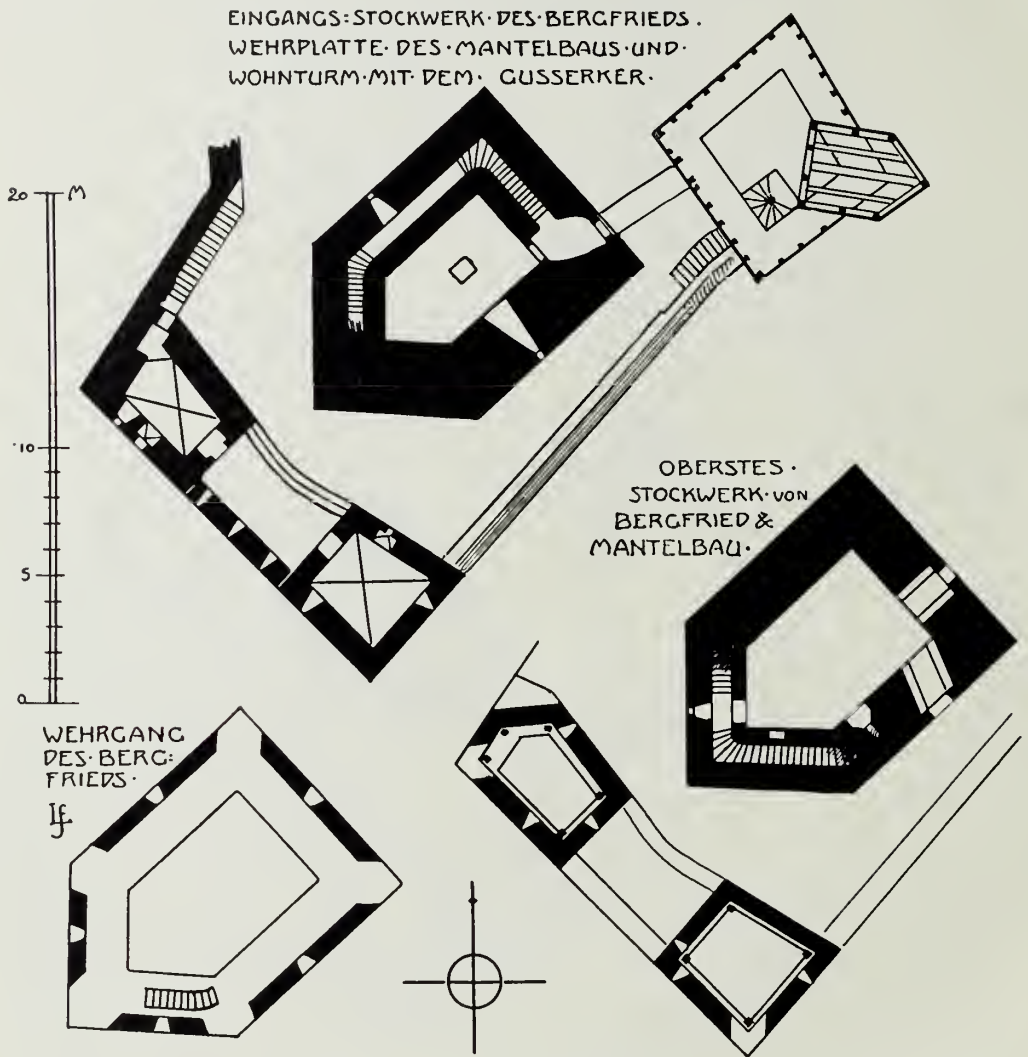 EINGANGS:STOCKWERK·DES·BERGFRIEDS.
WEHRPLATTE·DES·MANTELBAUS·UND·
WOHNTURM·MIT·DEM·GUSSERKER·
20 M
10
5
0
OBERSTES·
STOCKWERK·VON
BERGFRIED &
MANTELBAU·
WEHRGANG
DES·BERG:
FRIEDS·